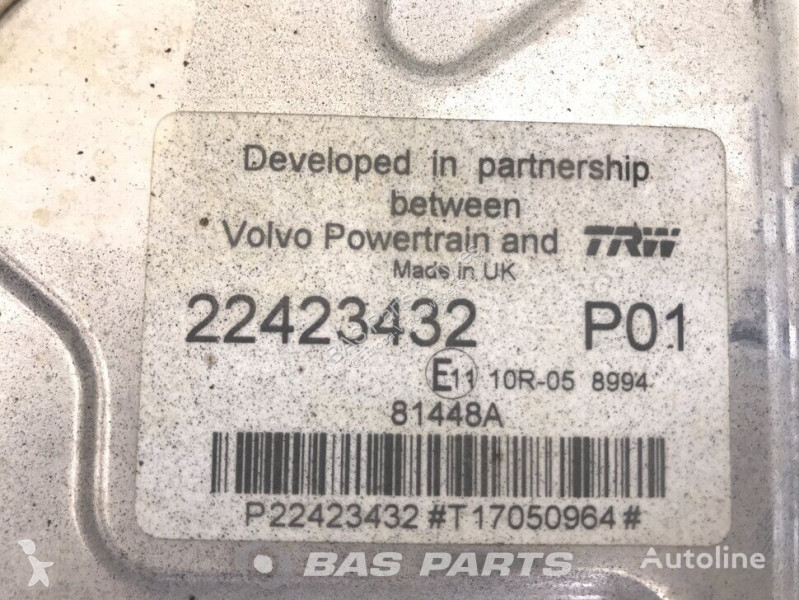 Developed in partnership
between
Volvo Powertrain and TRW
Made in UK
22423432 P01
E11 10R-05 8994
81448A
P22423432#T17050964#
BAS PARTS
Autoline